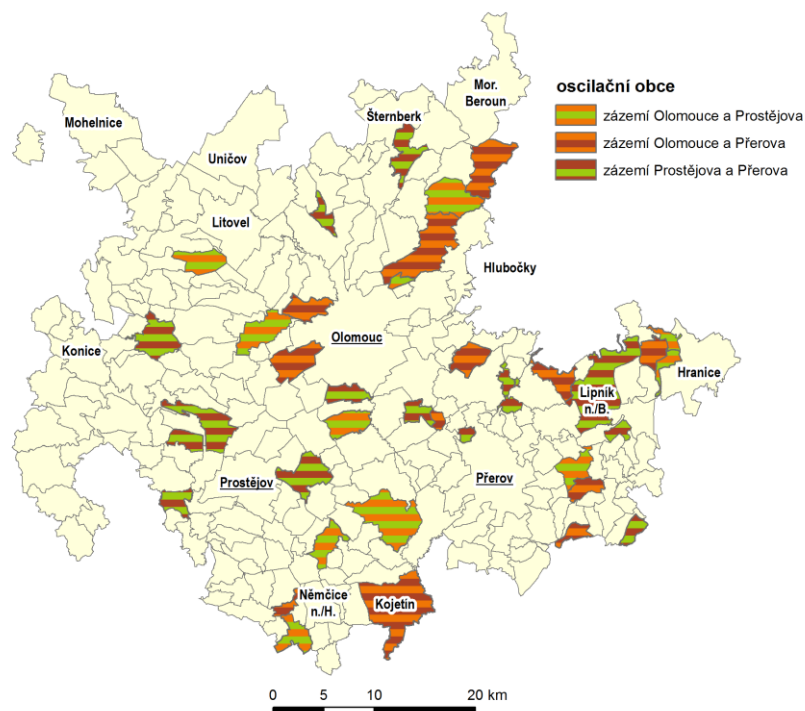 Mor.
Beroun
oscilační obce
zázemí Olomouce a Prostějova
zázemí Olomouce a Přerova
zázemí Prostějova a Přerova
Mohelnice
Šternberk
Uničov
Litovel
Hlubočky
Olomouc
Konice
Hranice
Lipník
n./B.
Prostějov
Přerov
Němčice
n./H.
Kojetín
0 5 10 20 km